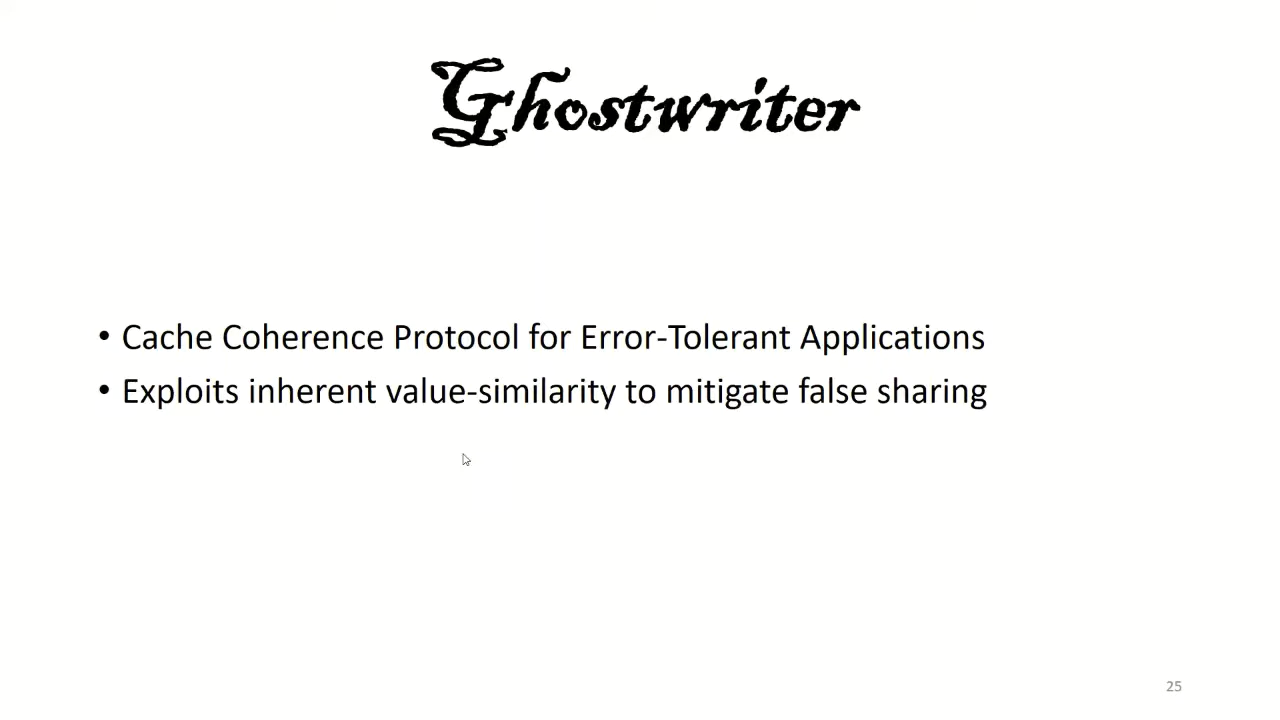 Ghostwriter
• Cache Coherence Protocol for Error-Tolerant Applications
• Exploits inherent value-similarity to mitigate false sharing
25